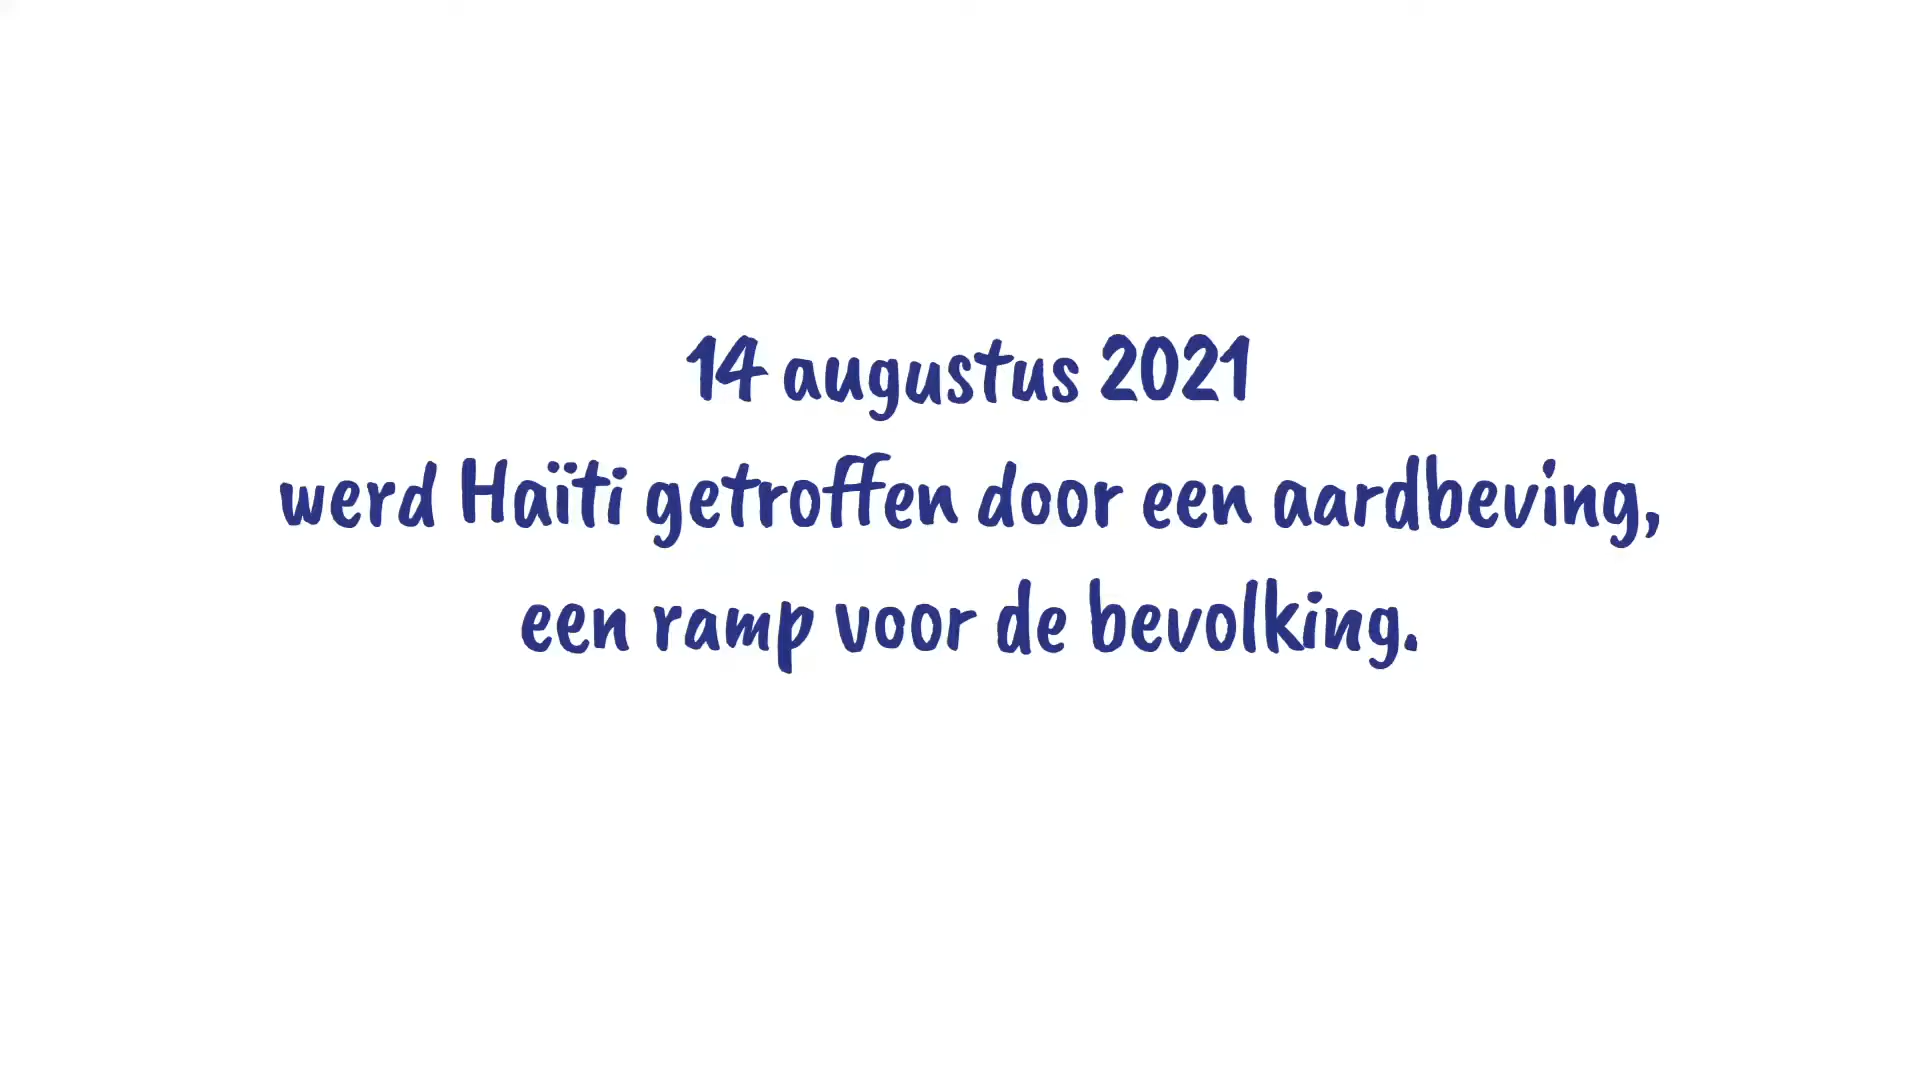 14 augustus 2021
werd Haïti getroffen door een aardbeving,
een ramp voor de bevolking.